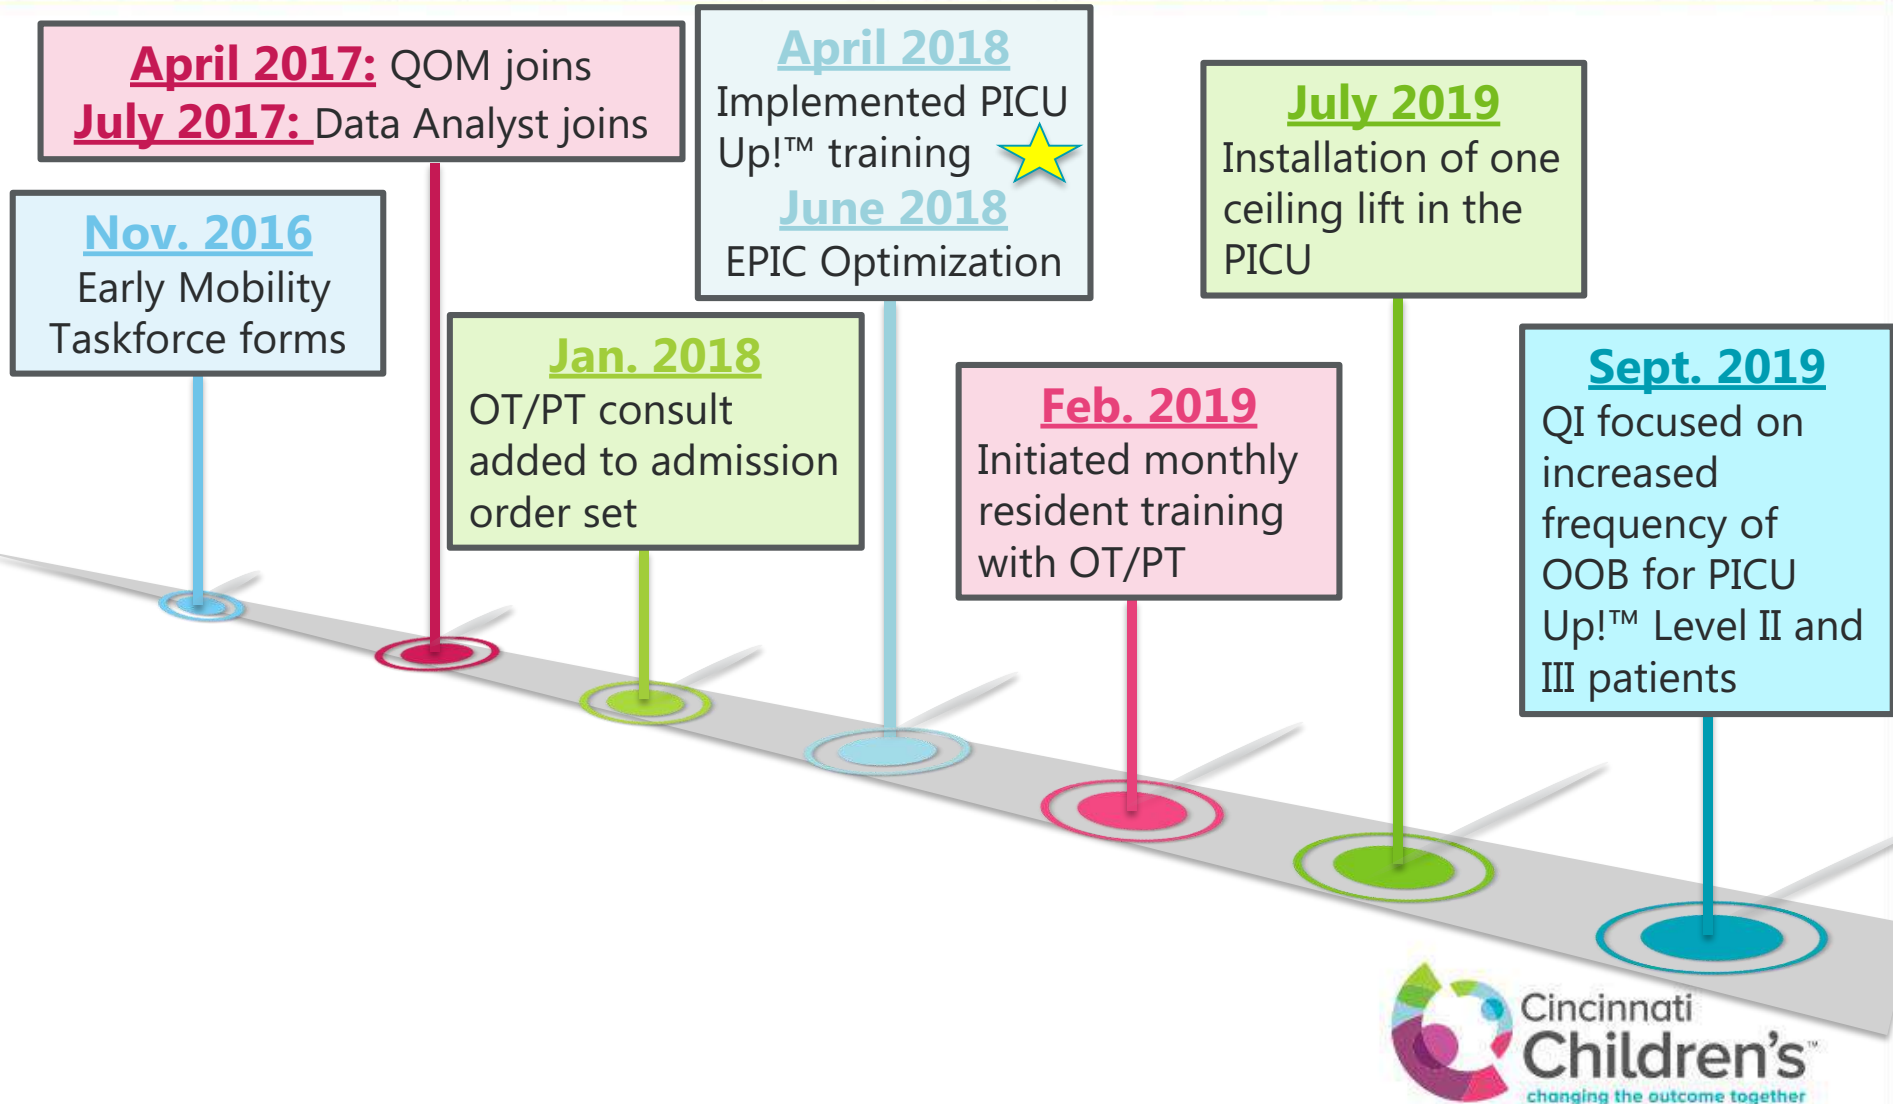 Nov. 2016
Early Mobility
Taskforce forms
April 2017: QOM joins
July 2017: Data Analyst joins
Jan. 2018
OT/PT consult
added to admission
order set
April 2018
Implemented PICU
Up!™ training
June 2018
EPIC Optimization
Feb. 2019
Initiated monthly
resident training
with OT/PT
July 2019
Installation of one
ceiling lift in the
PICU
Sept. 2019
QI focused on
increased
frequency of
OOB for PICU
Up!™ Level II and
III patients
Cincinnati
Children's™
changing the outcome together